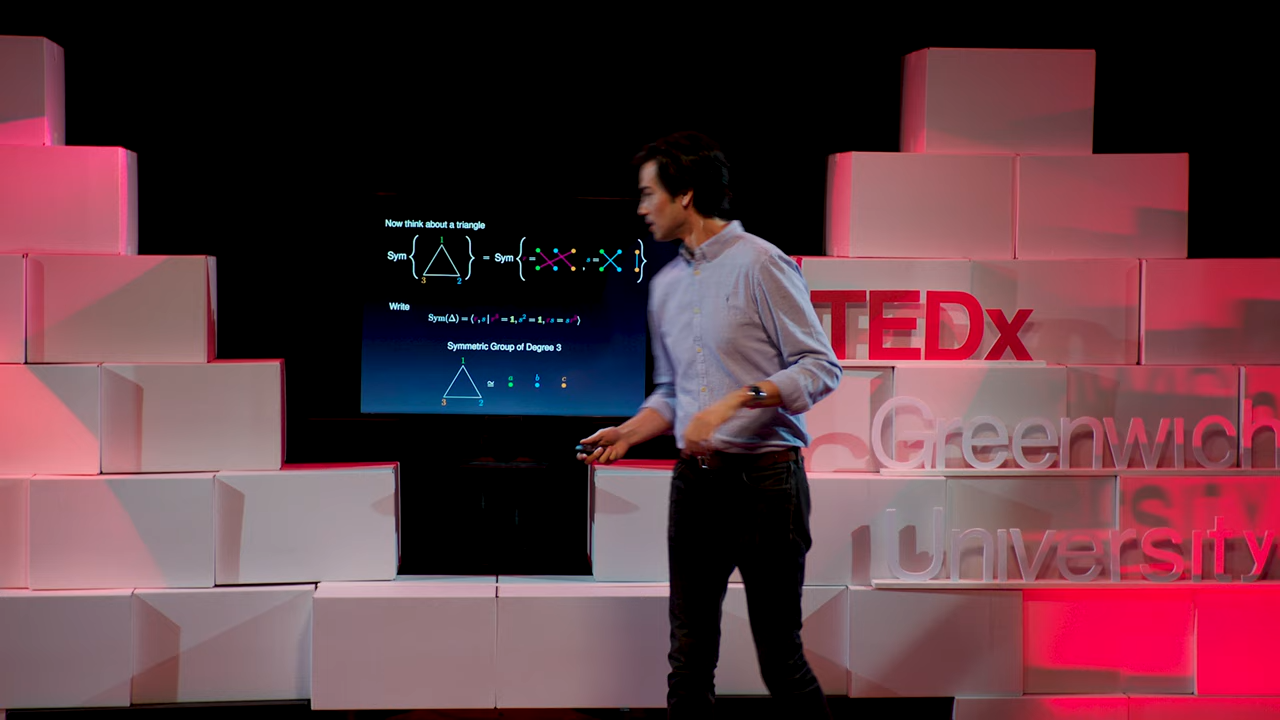 Now think about a triangle
1
Sym { } = Sym { = , s = }
3 2
Write
Sym(Δ) = ⟨ , s | = 1, s² = 1, s = s ⟩
Symmetric Group of Degree 3
1
≅ a b c
3 2
TEDx
Greenwich
University